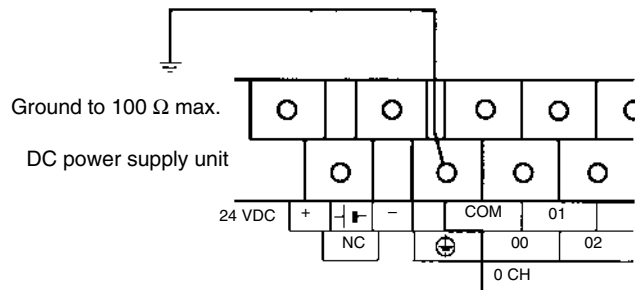 Ground to 100 Ω max.
DC power supply unit
24 VDC + − COM 01
NC 00 02
0 CH